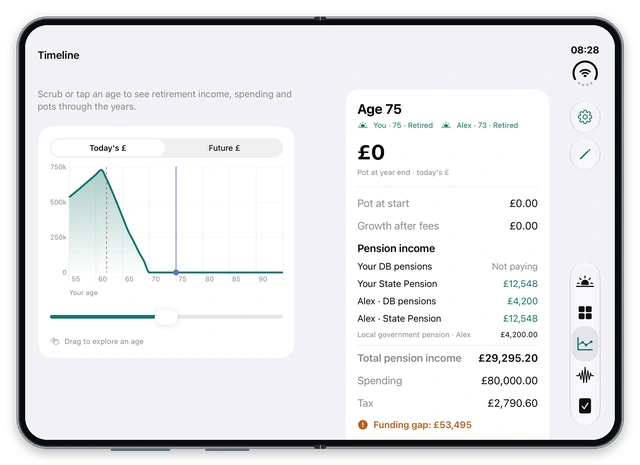 Timeline
08:28
Scrub or tap an age to see retirement income, spending and
pots through the years.
Today's £
Future £
750k
500k
250k
0
55
60
65
70
75
80
85
90
Your age
Drag to explore age
Age 75
You · 75 · Retired
Alex · 73 · Retired
£0
Pot at year end · today's £
Pot at start £0.00
Growth after fees £0.00
Pension income
Your DB pensions Not paying
Your State Pension £12,548
Alex · DB pensions £4,200
Alex · State Pension £12,548
Local government pension · Alex £4,200.00
Total pension income £29,295.20
Spending £80,000.00
Tax £2,790.60
Funding gap: £53,495